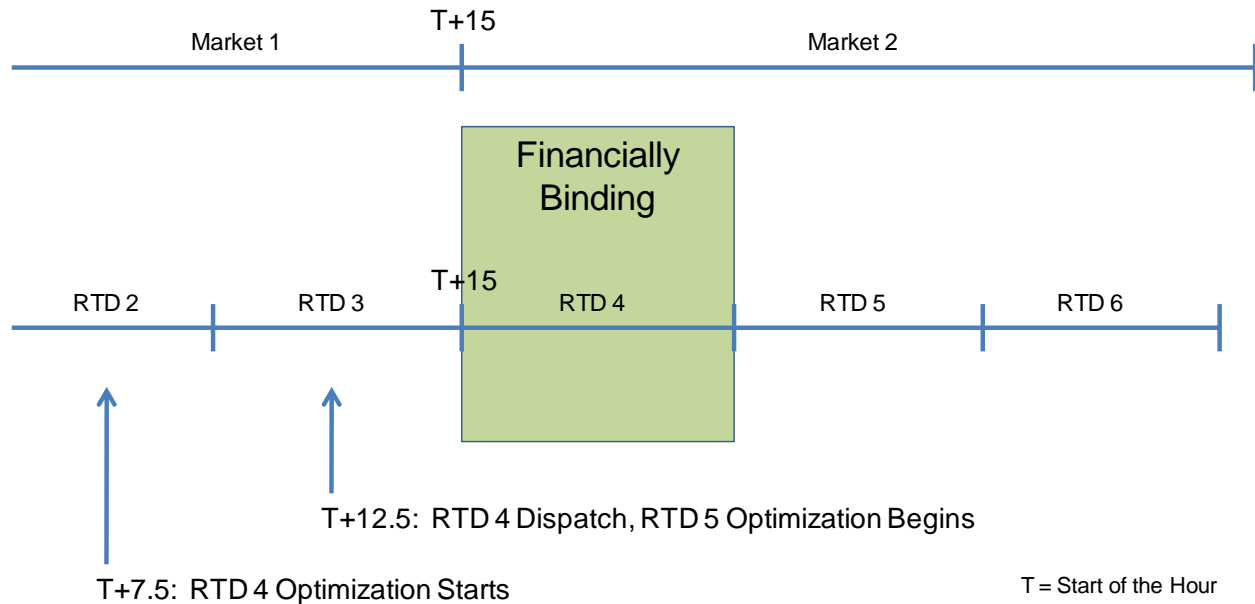 T+15
Market 1
Market 2
Financially
Binding
T+15
RTD 2
RTD 3
RTD 4
RTD 5
RTD 6
T+12.5: RTD 4 Dispatch, RTD 5 Optimization Begins
T+7.5: RTD 4 Optimization Starts
T = Start of the Hour